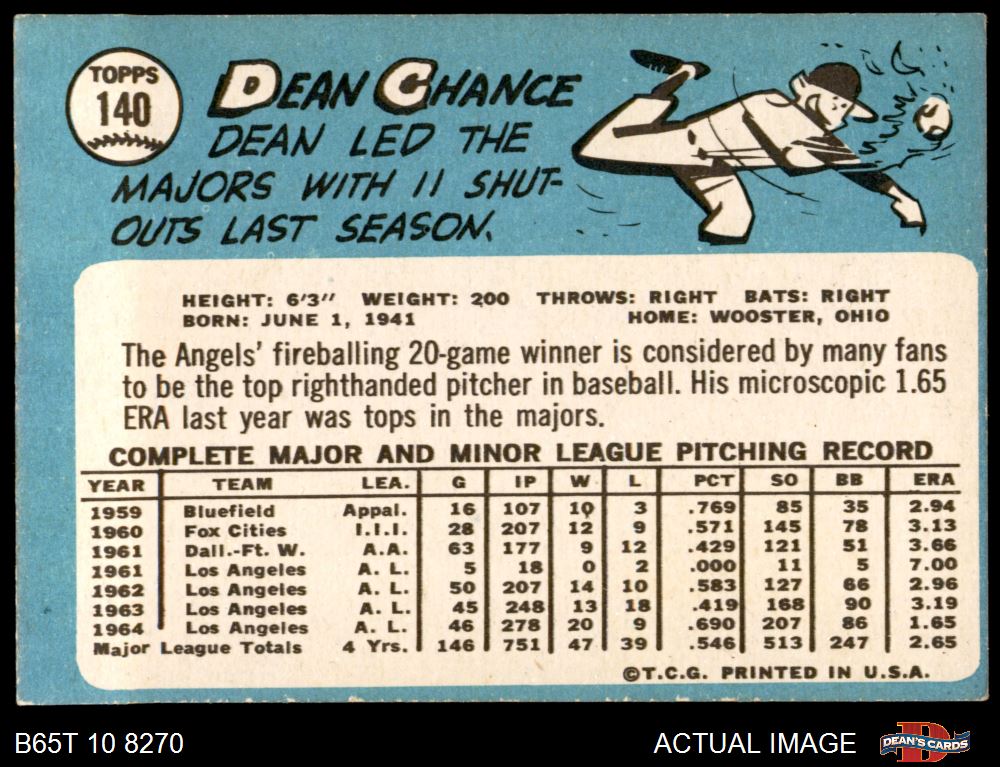 TOPPS
140
DEAN CHANCE
DEAN LED THE
MAJORS WITH 11 SHUT-
OUTS LAST SEASON.
HEIGHT: 6'3" WEIGHT: 200 THROWS: RIGHT BATS: RIGHT
BORN: JUNE 1, 1941 HOME: WOOSTER, OHIO
The Angels' fireballing 20-game winner is considered by many fans
to be the top righthanded pitcher in baseball. His microscopic 1.65
ERA last year was tops in the majors.
COMPLETE MAJOR AND MINOR LEAGUE PITCHING RECORD
YEAR TEAM LEA. G IP W L PCT SO BB ERA
1959 Bluefield Appal. 16 107 10 3 .769 85 35 2.94
1960 Fox Cities I.I.I. 28 207 12 9 .571 145 78 3.13
1961 Dall.-Ft. W. A.A. 63 177 9 12 .429 121 51 3.66
1961 Los Angeles A. L. 5 18 0 2 .000 11 5 7.00
1962 Los Angeles A. L. 50 207 14 10 .583 127 66 2.96
1963 Los Angeles A. L. 45 248 13 18 .419 168 90 3.19
1964 Los Angeles A. L. 46 278 20 9 .690 207 86 1.65
Major League Totals 4 Yrs. 146 751 47 39 .546 513 247 2.65
©T.C.G. PRINTED IN U.S.A.
B65T 10 8270 ACTUAL IMAGE D DEAN'S CARDS